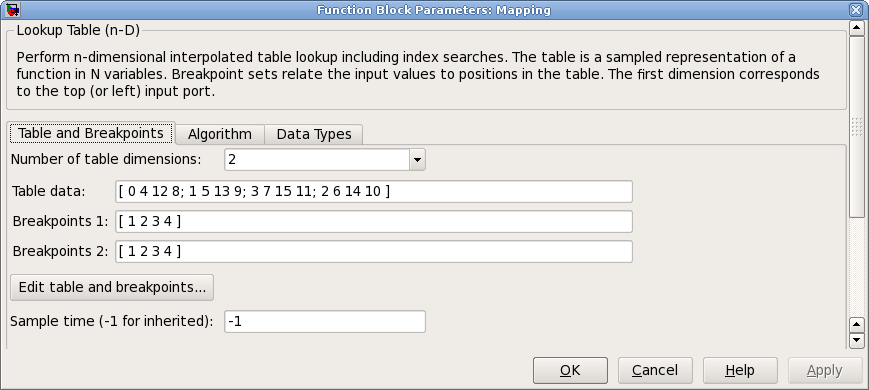 Function Block Parameters: Mapping
Lookup Table (n-D)
Perform n-dimensional interpolated table lookup including index searches. The table is a sampled representation of a
function in N variables. Breakpoint sets relate the input values to positions in the table. The first dimension corresponds
to the top (or left) input port.
Table and Breakpoints Algorithm Data Types
Number of table dimensions: 2
Table data: [ 0 4 12 8; 1 5 13 9; 3 7 15 11; 2 6 14 10 ]
Breakpoints 1: [ 1 2 3 4 ]
Breakpoints 2: [ 1 2 3 4 ]
Edit table and breakpoints...
Sample time (-1 for inherited): -1
OK Cancel Help Apply